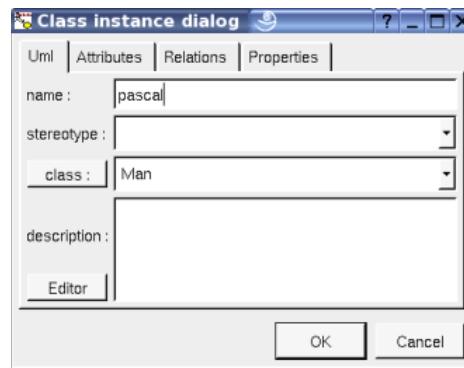 Class instance dialog ?
Uml Attributes Relations Properties
name : pascal
stereotype :
class : Man
description :
Editor
OK Cancel